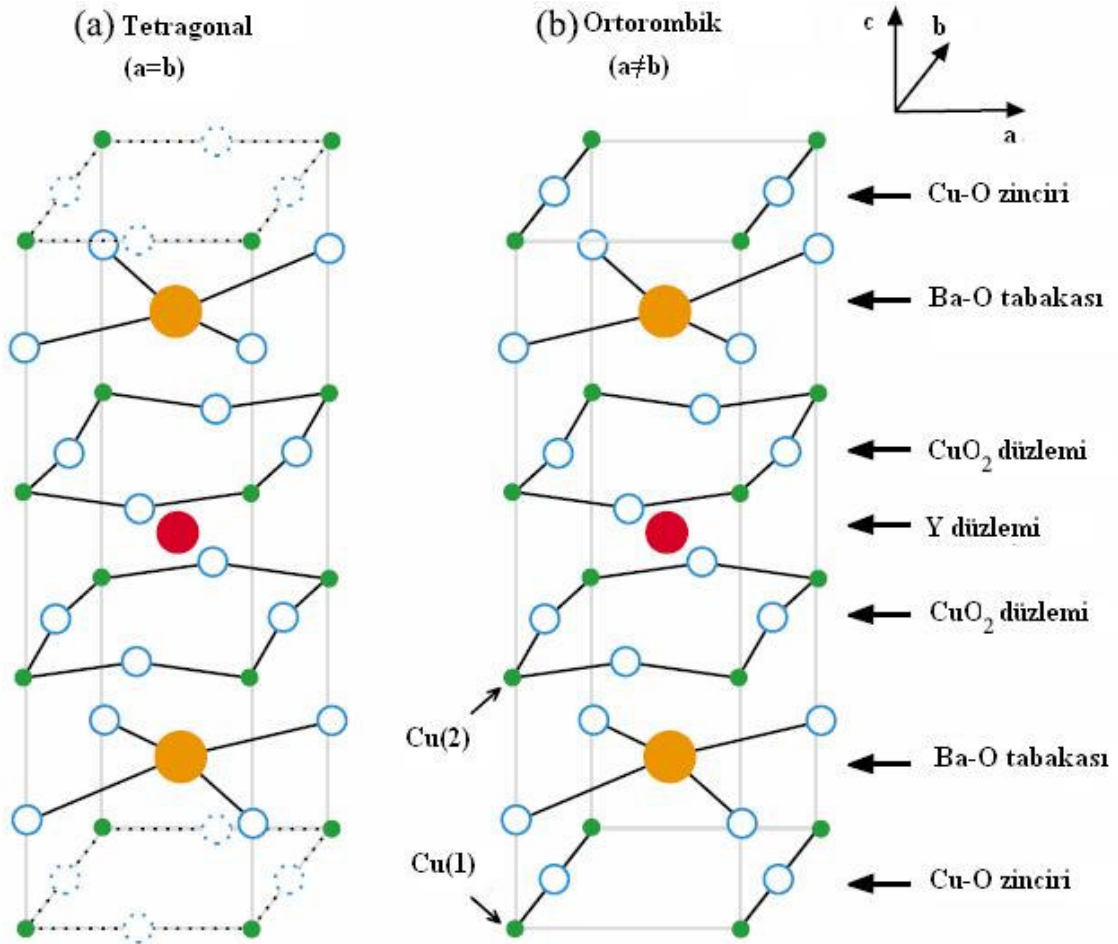 (a) Tetragonal
(a=b)
(b) Ortorombik
(a≠b)
c
b
a
Cu-O zinciri
Ba-O tabakası
CuO₂ düzlemi
Y düzlemi
CuO₂ düzlemi
Cu(2)
Ba-O tabakası
Cu(1)
Cu-O zinciri